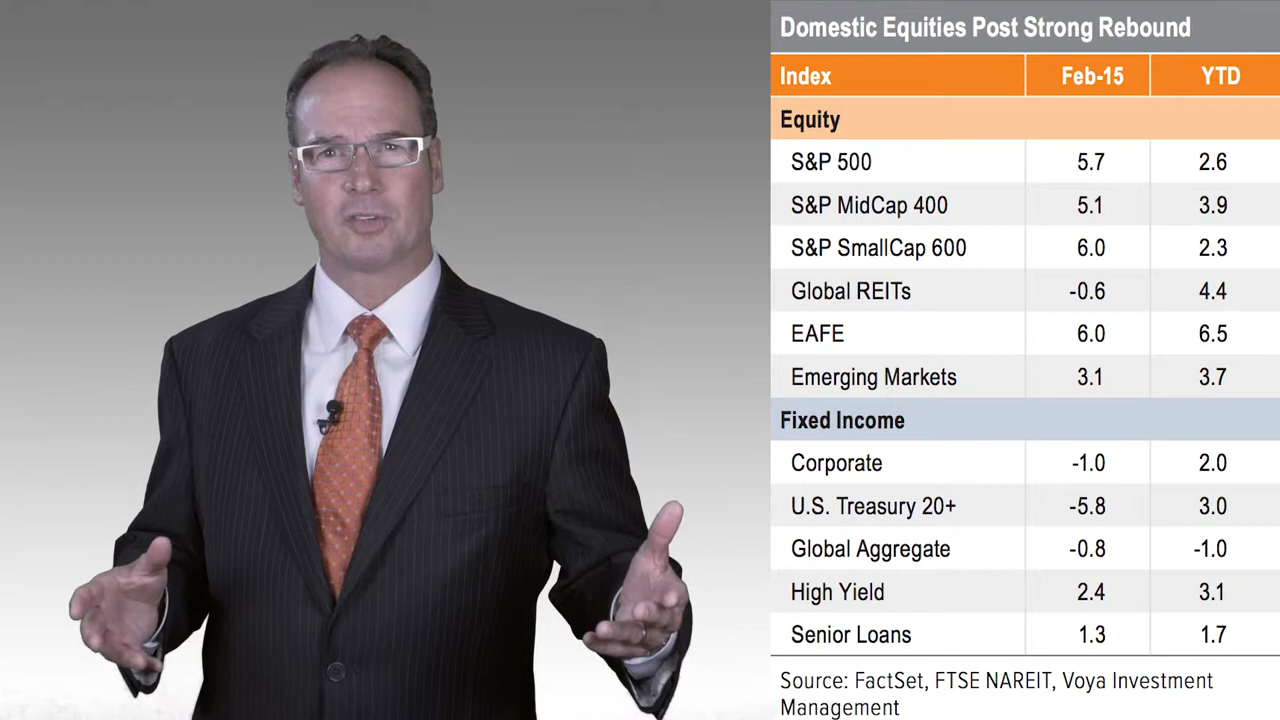 Domestic Equities Post Strong Rebound
Index Feb-15 YTD
Equity
S&P 500 5.7 2.6
S&P MidCap 400 5.1 3.9
S&P SmallCap 600 6.0 2.3
Global REITs -0.6 4.4
EAFE 6.0 6.5
Emerging Markets 3.1 3.7
Fixed Income
Corporate -1.0 2.0
U.S. Treasury 20+ -5.8 3.0
Global Aggregate -0.8 -1.0
High Yield 2.4 3.1
Senior Loans 1.3 1.7
Source: FactSet, FTSE NAREIT, Voya Investment
Management